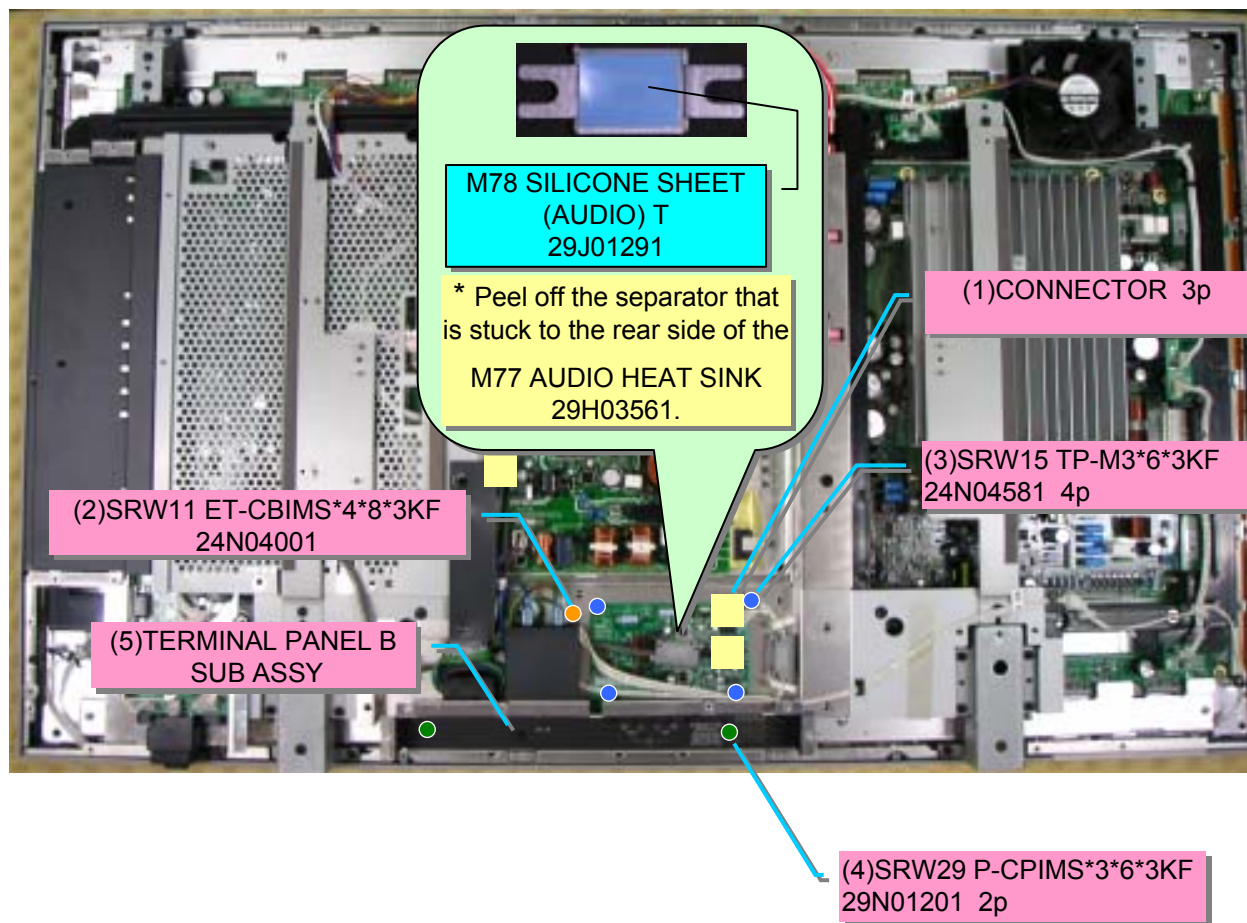 M78 SILICONE SHEET
(AUDIO) T
29J01291
* Peel off the separator that
is stuck to the rear side of the
M77 AUDIO HEAT SINK
29H03561.
(1)CONNECTOR 3p
(3)SRW15 TP-M3*6*3KF
24N04581 4p
(2)SRW11 ET-CBIMS*4*8*3KF
24N04001
(5)TERMINAL PANEL B
SUB ASSY
(4)SRW29 P-CPIMS*3*6*3KF
29N01201 2p